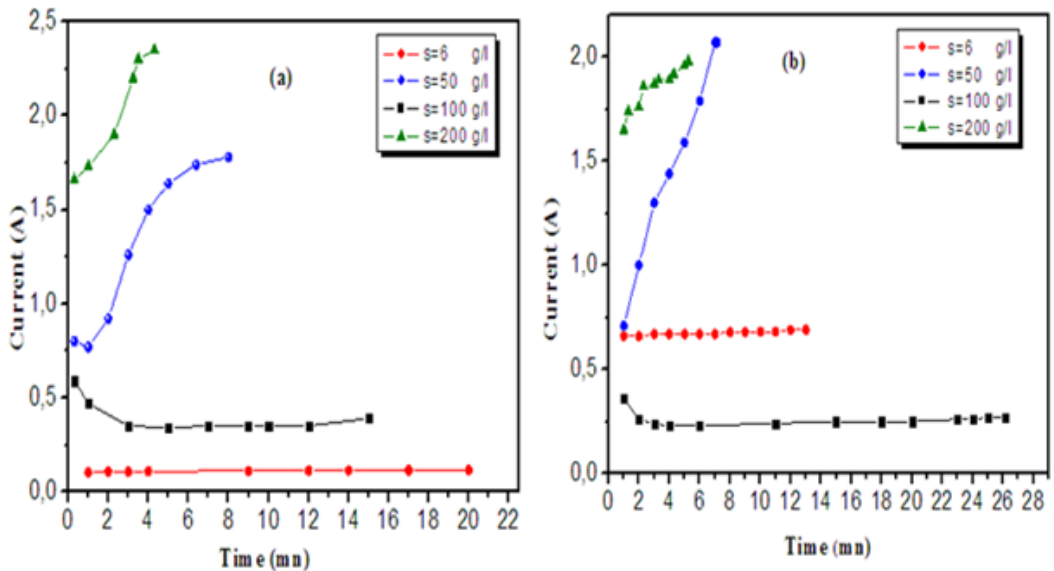 2,5
2,0
1,5
1,0
0,5
0,0
0 2 4 6 8 10 12 14 16 18 20 22
Current (A)
Time (mn)
(a)
s=6 g/l
s=50 g/l
s=100 g/l
s=200 g/l
2,0
1,5
1,0
0,5
0,0
0 2 4 6 8 10 12 14 16 18 20 22 24 26 28
Current (A)
Time (mn)
(b)
s=6 g/l
s=50 g/l
s=100 g/l
s=200 g/l